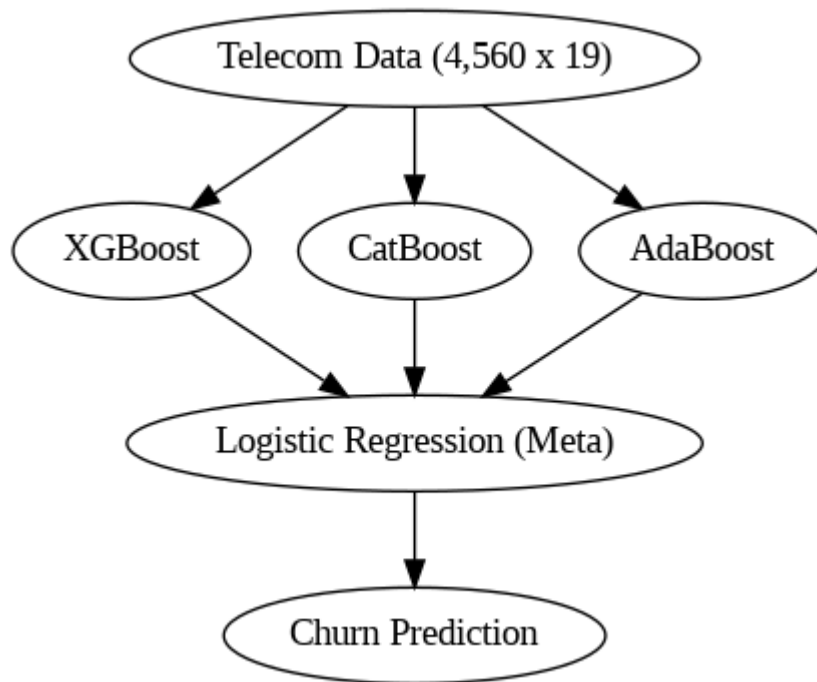 Telecom Data (4,560 x 19)
XGBoost
CatBoost
AdaBoost
Logistic Regression (Meta)
Churn Prediction